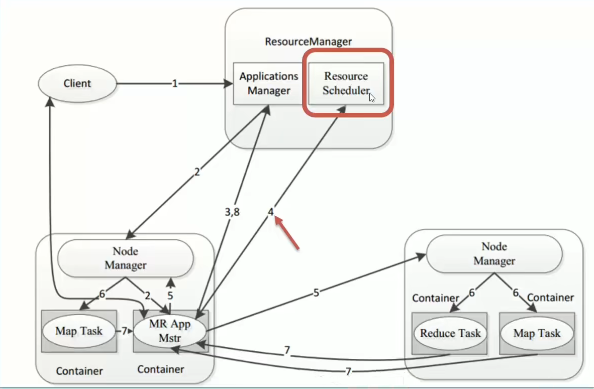 ResourceManager
Client
1
Applications
Manager
Resource
Scheduler
2
3,8
4
Node
Manager
6
2
5
Map Task
7
MR App
Mstr
Container
Container
5
Node
Manager
Container
6
6
Container
Reduce Task
Map Task
7
7